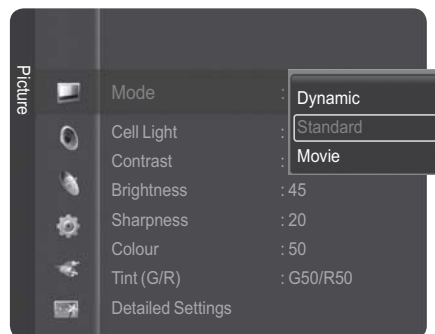 Picture
Mode :
Dynamic
Standard
Movie
Cell Light :
Contrast :
Brightness : 45
Sharpness : 20
Colour : 50
Tint (G/R) : G50/R50
Detailed Settings